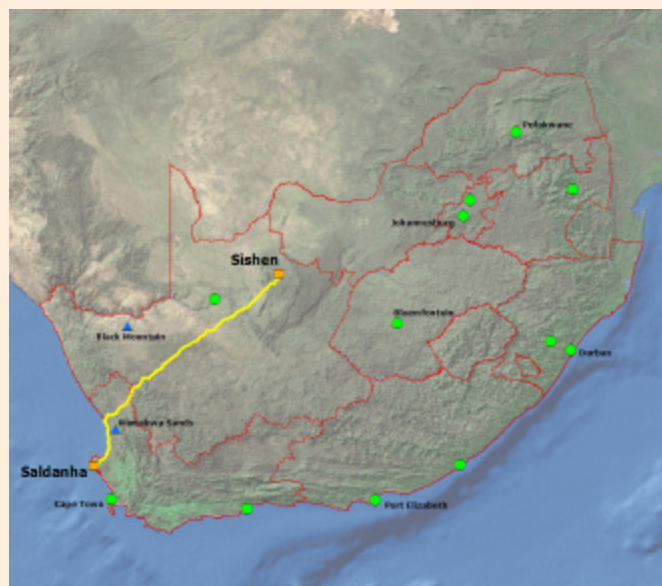 Polokwane
Johannesburg
Sishen
Bloemfontein
Black Mountain
Durban
Namakwa Sands
Saldanha
Cape Town
Port Elizabeth